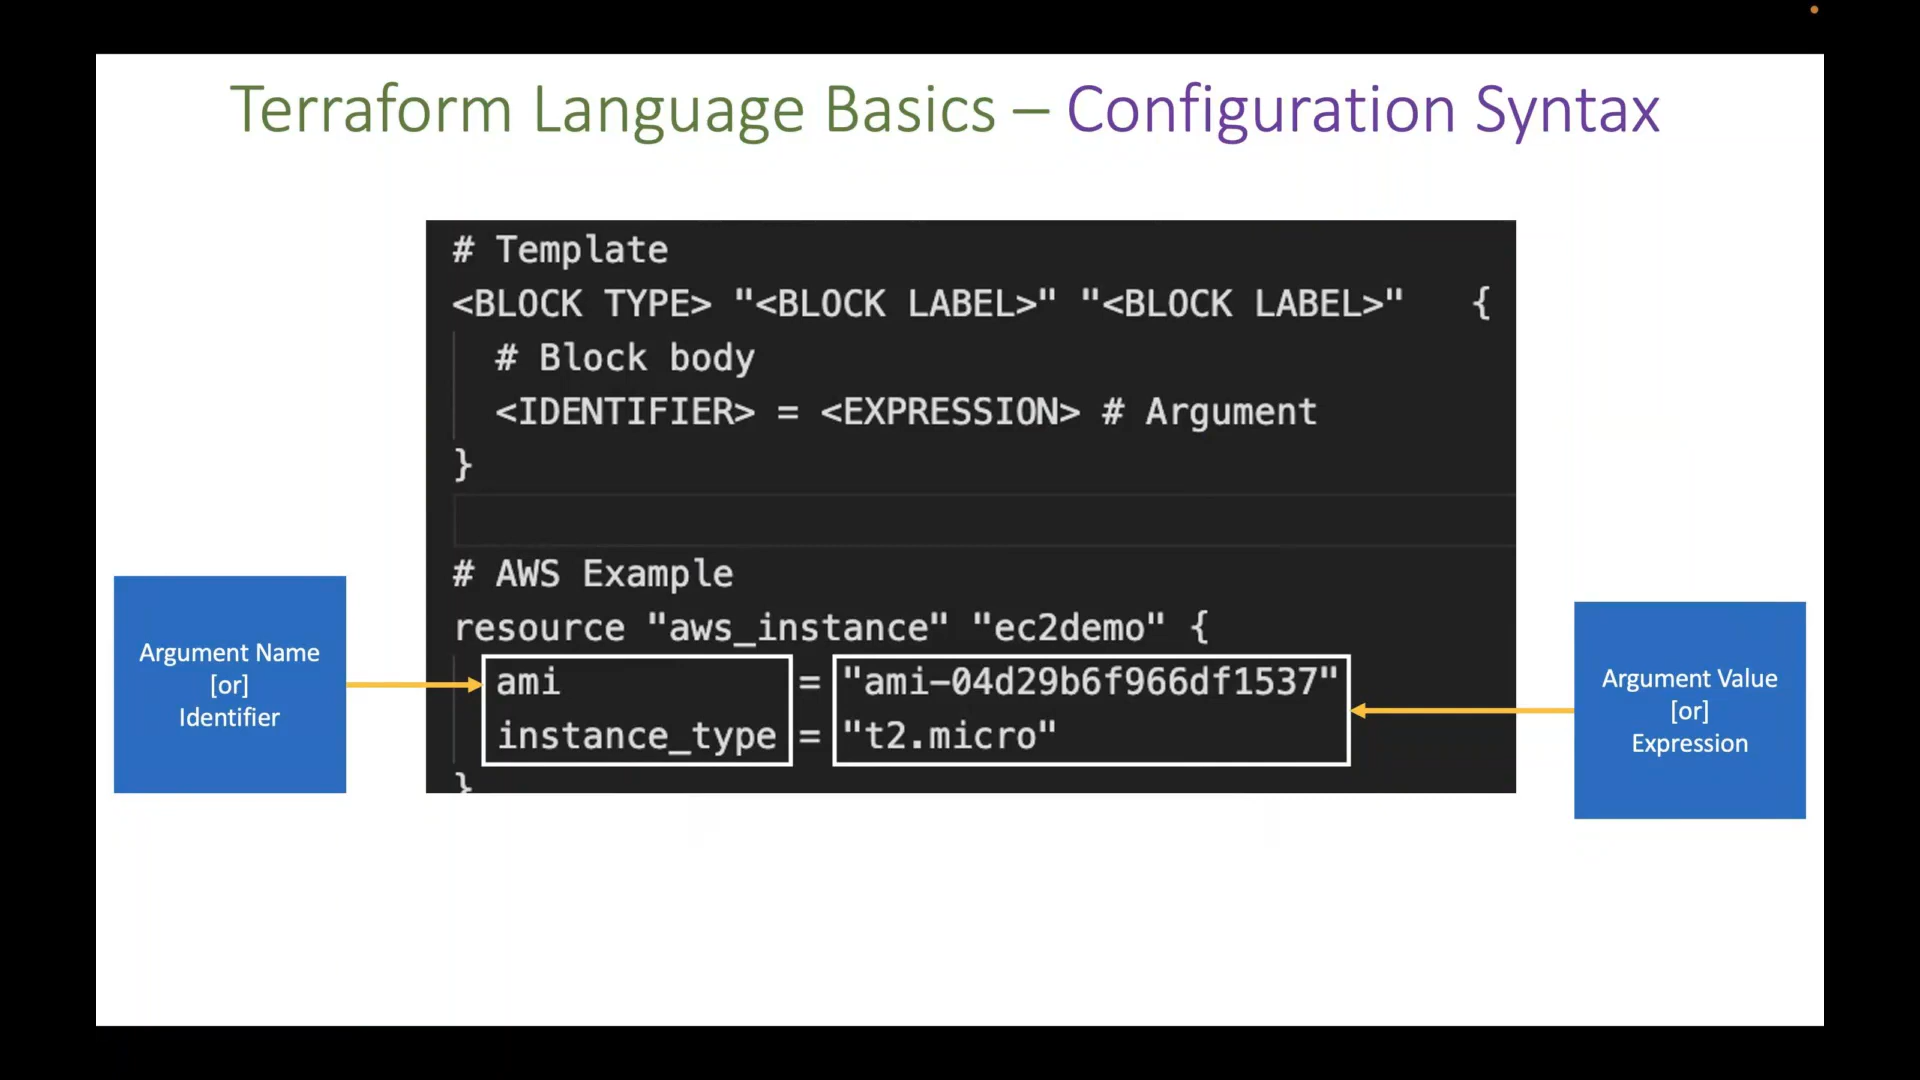 Terraform Language Basics – Configuration Syntax
# Template
<BLOCK TYPE> "<BLOCK LABEL>" "<BLOCK LABEL>" {
# Block body
<IDENTIFIER> = <EXPRESSION> # Argument
}
# AWS Example
resource "aws_instance" "ec2demo" {
ami = "ami-04d29b6f966df1537"
instance_type = "t2.micro"
}
Argument Name
[or]
Identifier
Argument Value
[or]
Expression